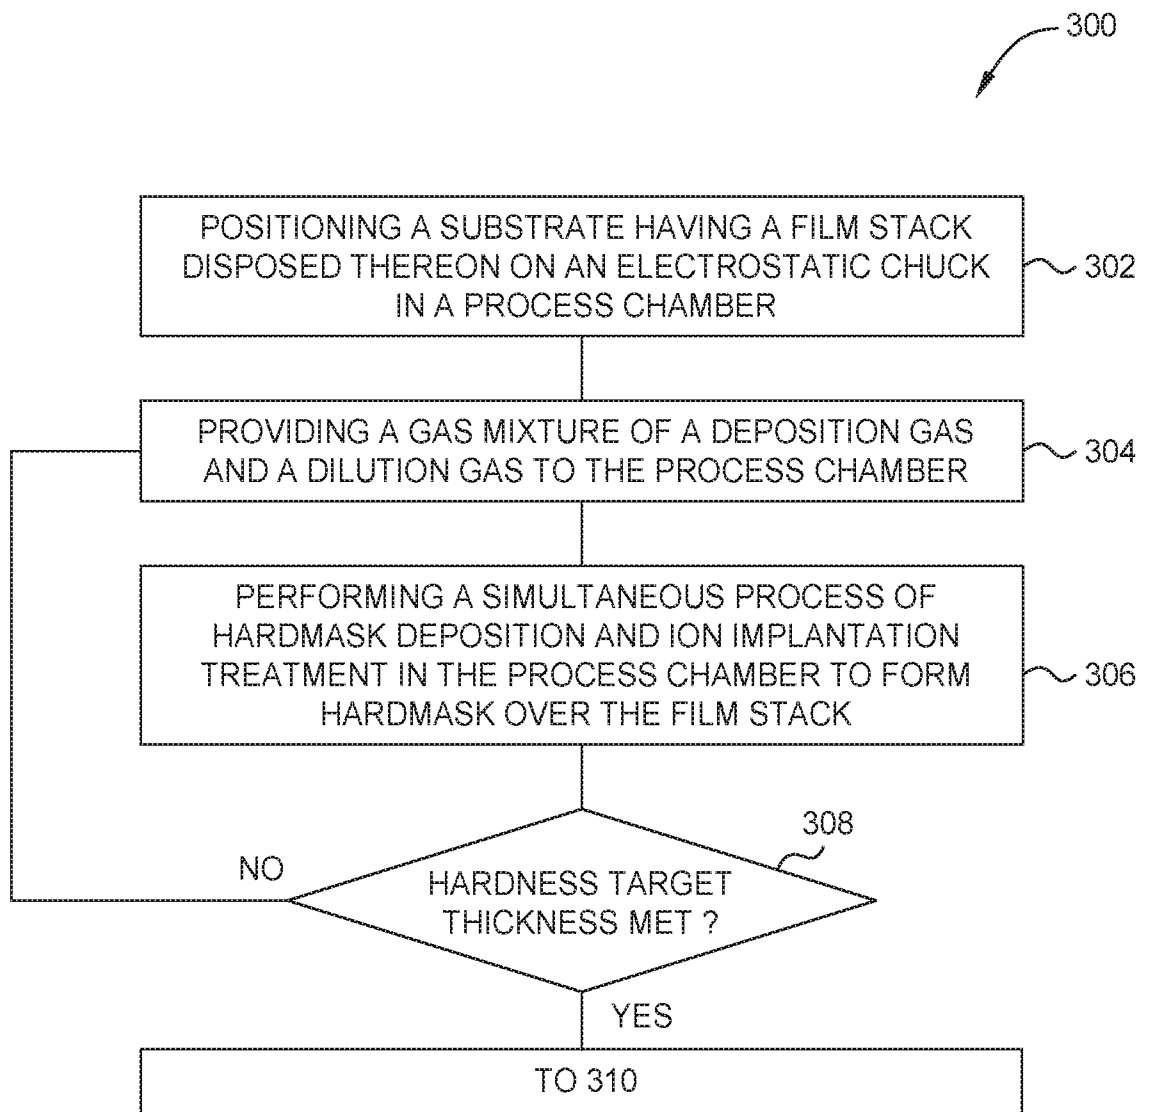 300
POSITIONING A SUBSTRATE HAVING A FILM STACK
DISPOSED THEREON ON AN ELECTROSTATIC CHUCK
IN A PROCESS CHAMBER
302
PROVIDING A GAS MIXTURE OF A DEPOSITION GAS
AND A DILUTION GAS TO THE PROCESS CHAMBER
304
PERFORMING A SIMULTANEOUS PROCESS OF
HARDMASK DEPOSITION AND ION IMPLANTATION
TREATMENT IN THE PROCESS CHAMBER TO FORM
HARDMASK OVER THE FILM STACK
306
308
NO
HARDNESS TARGET
THICKNESS MET ?
YES
TO 310